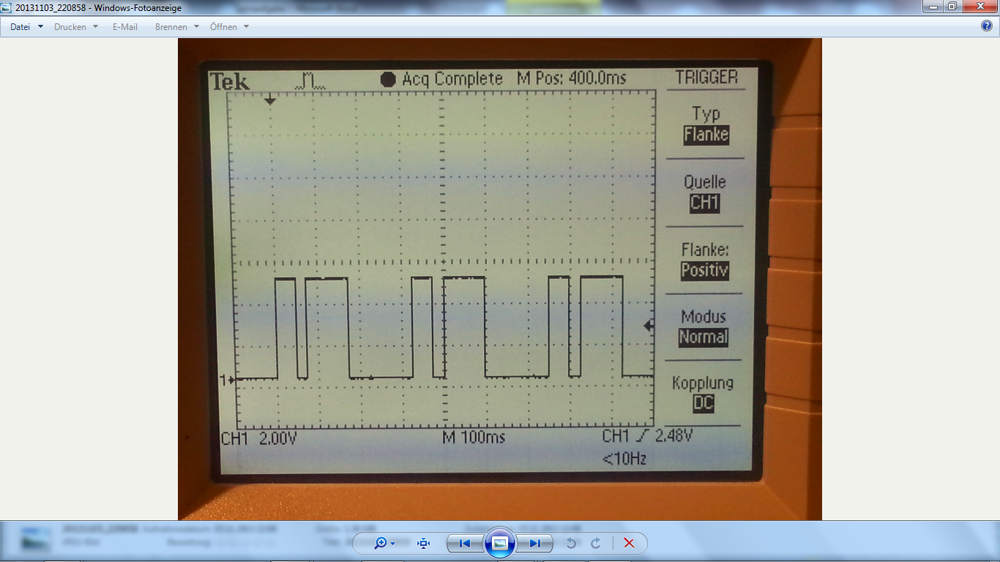 20131103_220858 - Windows-Fotoanzeige
Datei Drucken E-Mail Brennen Öffnen
Tek Acq Complete M Pos: 400.0ms TRIGGER
Typ
Flanke
Quelle
CH1
Flanke:
Positiv
Modus
Normal
Kopplung
DC
1
CH1 2.00V M 100ms CH1 2.48V
<10Hz